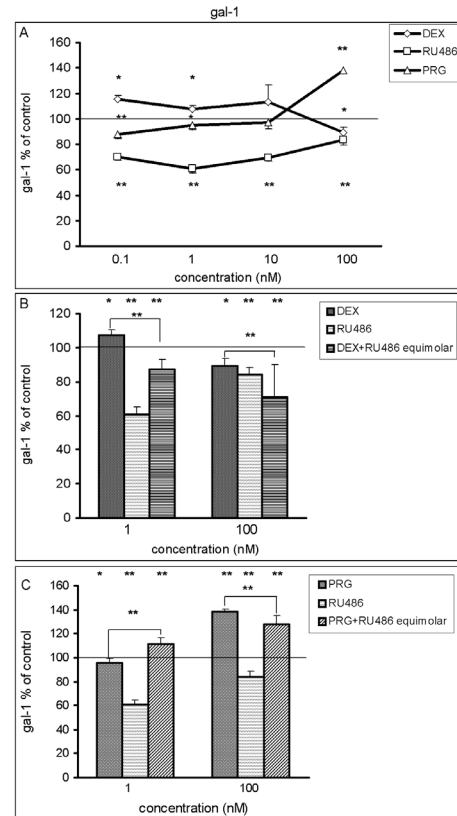 gal-1
A
DEX
RU486
PRG
gal-1 % of control
160
140
120
100
80
60
40
20
0
* * **
** * *
** ** ** **
0.1 1 10 100
concentration (nM)
B
* ** ** * ** **
** **
DEX
RU486
DEX+RU486 equimolar
gal-1 % of control
120
100
80
60
40
20
0
1 100
concentration (nM)
C
* ** ** ** ** **
** **
PRG
RU486
PRG+RU486 equimolar
gal-1 % of control
160
140
120
100
80
60
40
20
0
1 100
concentration (nM)